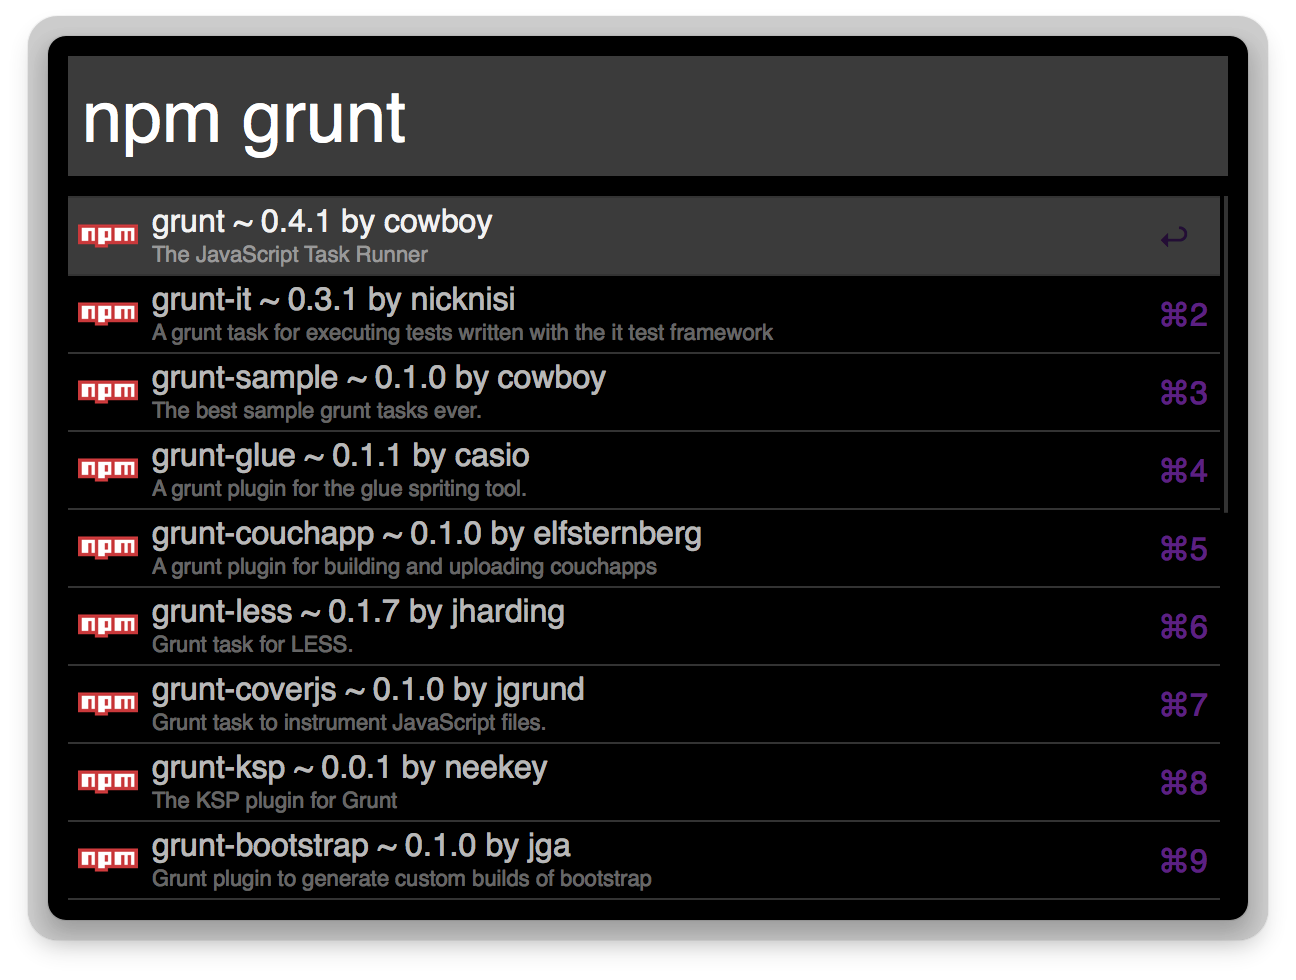 npm grunt
npm grunt ~ 0.4.1 by cowboy ↩
The JavaScript Task Runner
npm grunt-it ~ 0.3.1 by nicknisi ⌘2
A grunt task for executing tests written with the it test framework
npm grunt-sample ~ 0.1.0 by cowboy ⌘3
The best sample grunt tasks ever.
npm grunt-glue ~ 0.1.1 by casio ⌘4
A grunt plugin for the glue spriting tool.
npm grunt-couchapp ~ 0.1.0 by elfsternberg ⌘5
A grunt plugin for building and uploading couchapps
npm grunt-less ~ 0.1.7 by jharding ⌘6
Grunt task for LESS.
npm grunt-coverjs ~ 0.1.0 by jgrund ⌘7
Grunt task to instrument JavaScript files.
npm grunt-ksp ~ 0.0.1 by neekey ⌘8
The KSP plugin for Grunt
npm grunt-bootstrap ~ 0.1.0 by jga ⌘9
Grunt plugin to generate custom builds of bootstrap